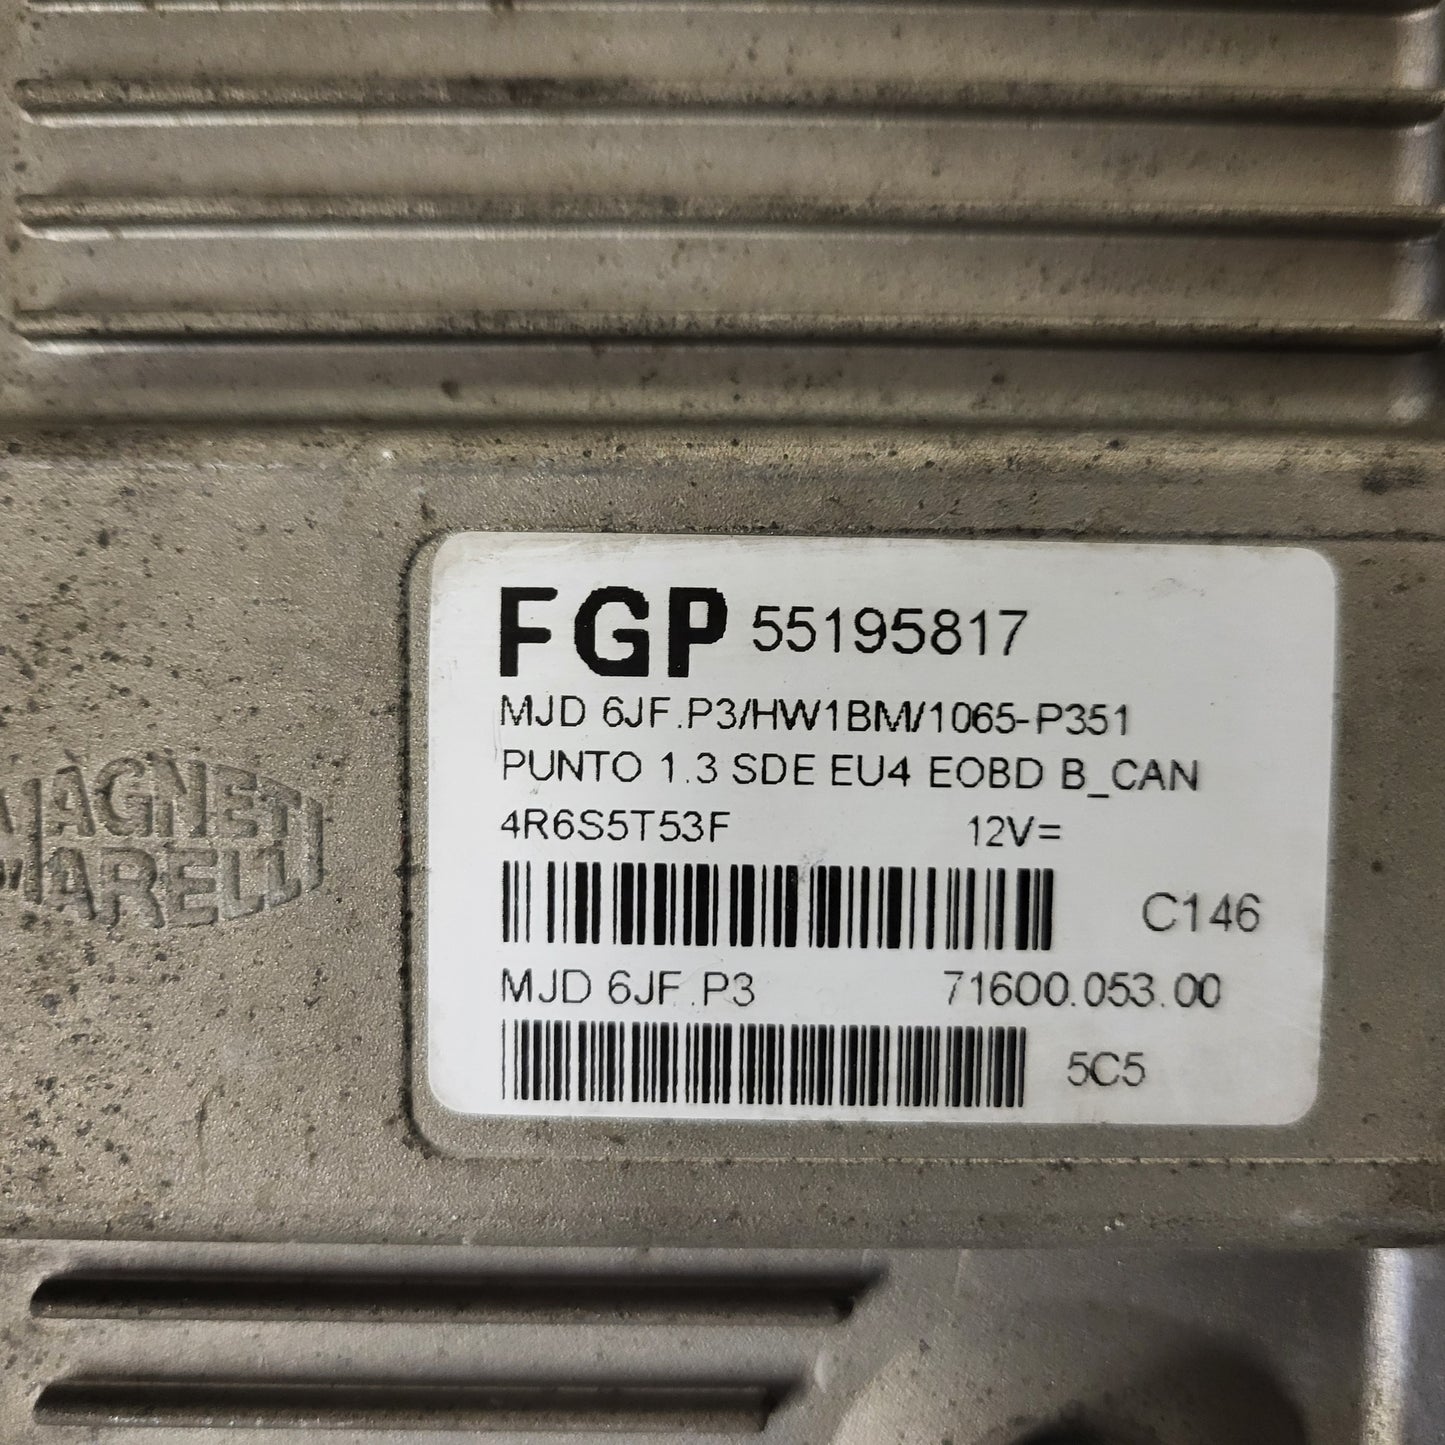 MAGNETI
MARELLI
FGP 55195817
MJD 6JF.P3/HW1BM/1065-P351
PUNTO 1.3 SDE EU4 EOBD B_CAN
4R6S5T53F 12V=
C146
MJD 6JF.P3 71600.053.00
5C5